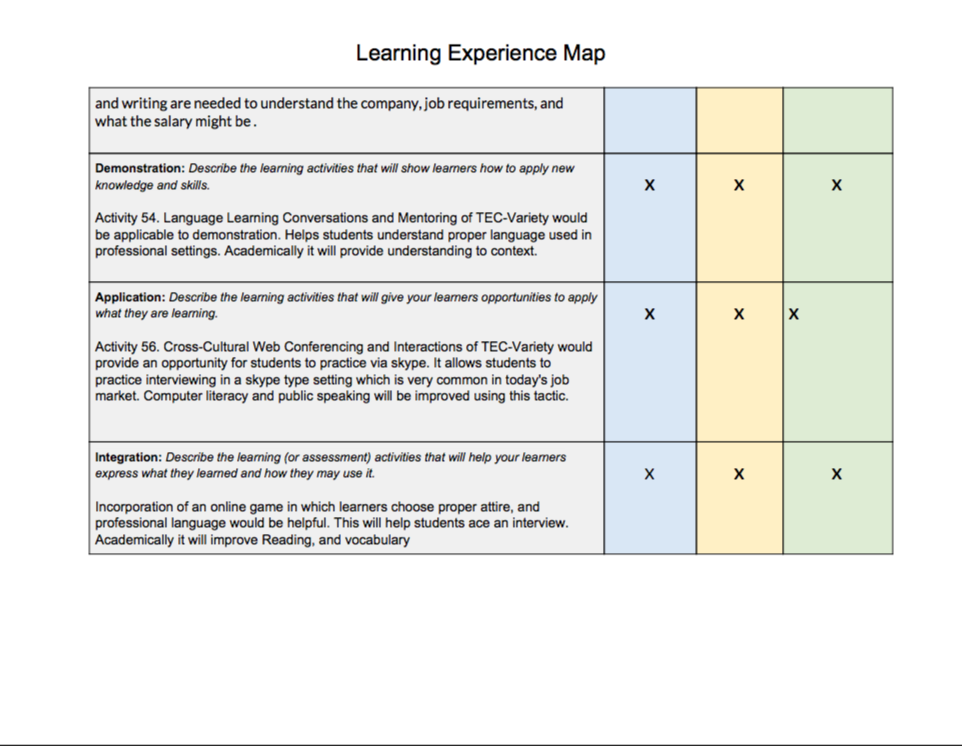 Learning Experience Map
and writing are needed to understand the company, job requirements, and
what the salary might be .
Demonstration: Describe the learning activities that will show learners how to apply new
knowledge and skills.
X X X
Activity 54. Language Learning Conversations and Mentoring of TEC-Variety would
be applicable to demonstration. Helps students understand proper language used in
professional settings. Academically it will provide understanding to context.
Application: Describe the learning activities that will give your learners opportunities to apply
what they are learning.
X X X
Activity 56. Cross-Cultural Web Conferencing and Interactions of TEC-Variety would
provide an opportunity for students to practice via skype. It allows students to
practice interviewing in a skype type setting which is very common in today's job
market. Computer literacy and public speaking will be improved using this tactic.
Integration: Describe the learning (or assessment) activities that will help your learners
express what they learned and how they may use it.
X X X
Incorporation of an online game in which learners choose proper attire, and
professional language would be helpful. This will help students ace an interview.
Academically it will improve Reading, and vocabulary